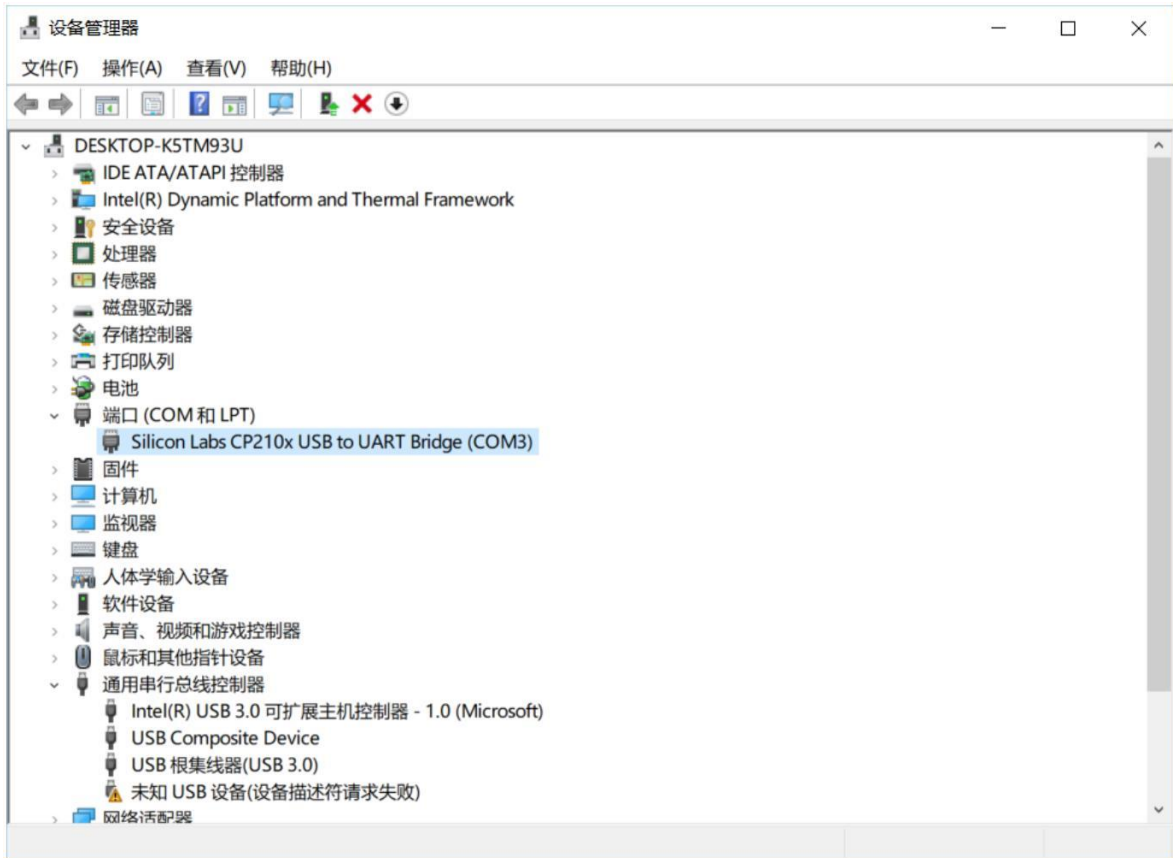 设备管理器
文件(F) 操作(A) 查看(V) 帮助(H)
DESKTOP-K5TM93U
IDE ATA/ATAPI 控制器
Intel(R) Dynamic Platform and Thermal Framework
安全设备
处理器
传感器
磁盘驱动器
存储控制器
打印队列
电池
端口 (COM 和 LPT)
Silicon Labs CP210x USB to UART Bridge (COM3)
固件
计算机
监视器
键盘
人体学输入设备
软件设备
声音、视频和游戏控制器
鼠标和其他指针设备
通用串行总线控制器
Intel(R) USB 3.0 可扩展主机控制器 - 1.0 (Microsoft)
USB Composite Device
USB 根集线器(USB 3.0)
未知 USB 设备(设备描述符请求失败)
网络适配器